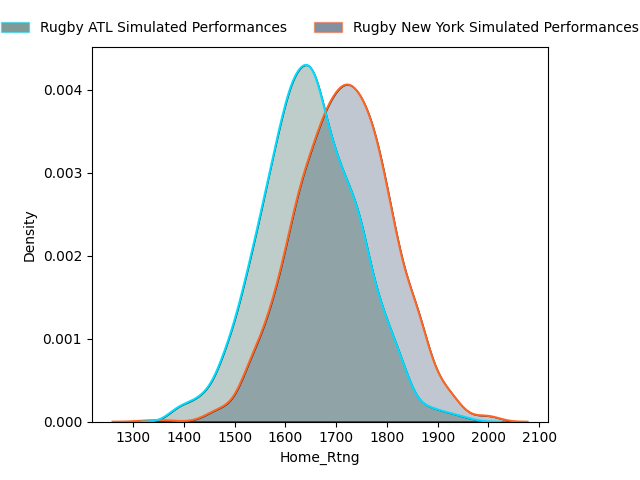 Rugby ATL Simulated Performances Rugby New York Simulated Performances
0.004
0.003
0.002
0.001
0.000
Density
1300 1400 1500 1600 1700 1800 1900 2000 2100
Home_Rtng